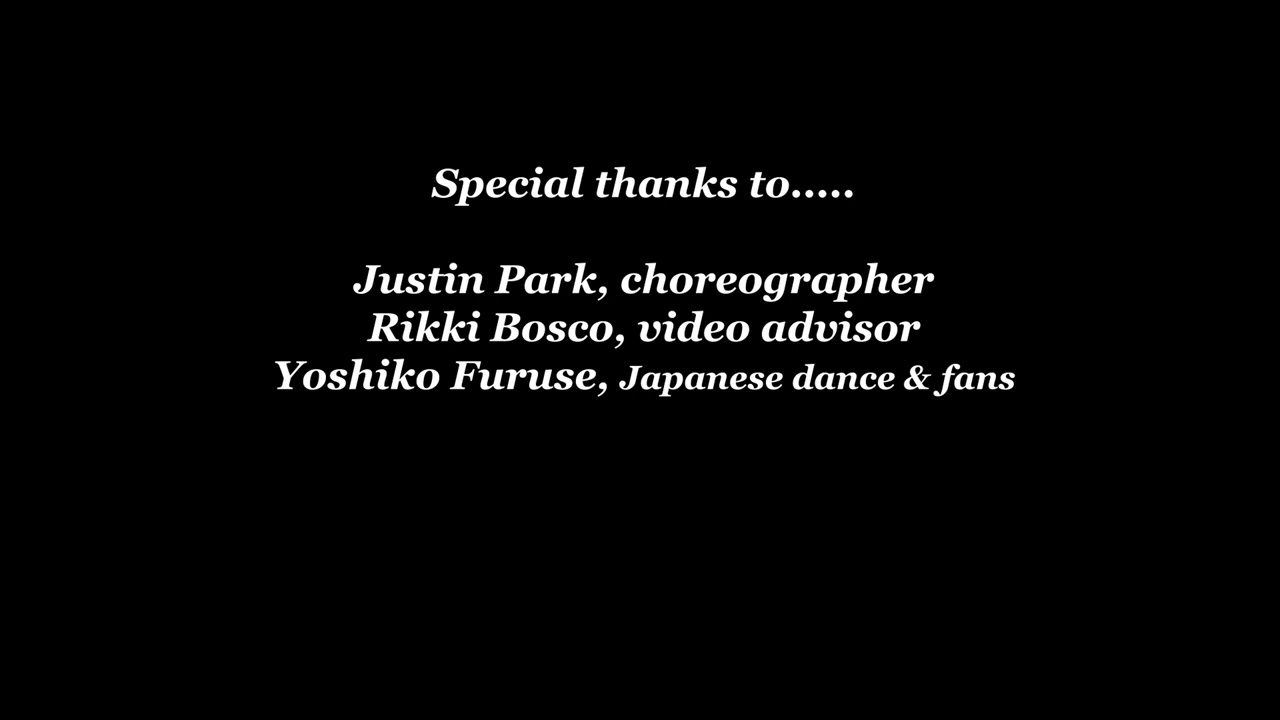 Special thanks to.....
Justin Park, choreographer
Rikki Bosco, video advisor
Yoshiko Furuse, Japanese dance & fans